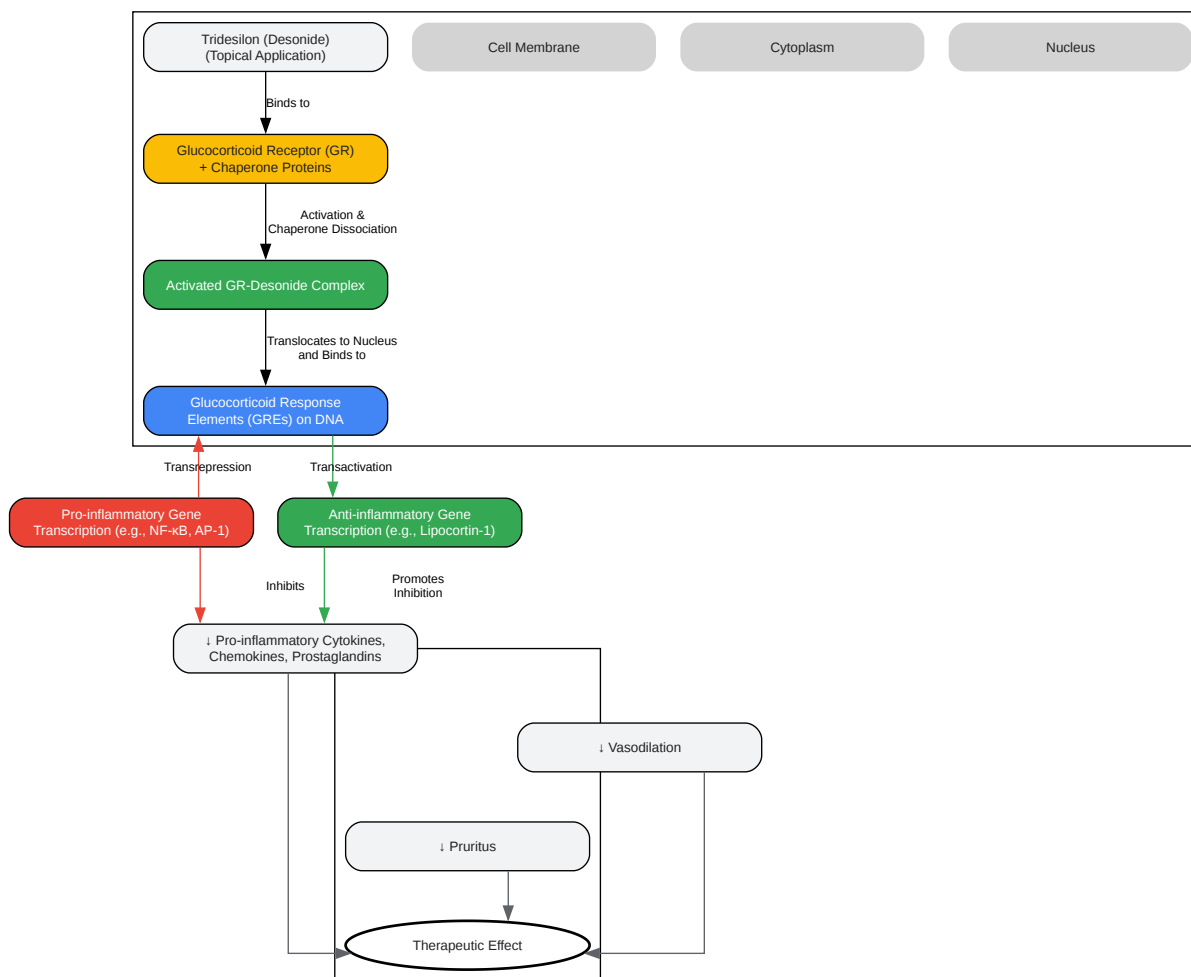 Tridesilon (Desonide)
(Topical Application)
Cell Membrane
Cytoplasm
Nucleus
Binds to
Glucocorticoid Receptor (GR)
+ Chaperone Proteins
Activation &
Chaperone Dissociation
Activated GR-Desonide Complex
Translocates to Nucleus
and Binds to
Glucocorticoid Response
Elements (GREs) on DNA
Transrepression
Transactivation
Pro-inflammatory Gene
Transcription (e.g., NF-κB, AP-1)
Anti-inflammatory Gene
Transcription (e.g., Lipocortin-1)
Inhibits
Promotes
Inhibition
↓ Pro-inflammatory Cytokines,
Chemokines, Prostaglandins
↓ Vasodilation
↓ Pruritus
Therapeutic Effect